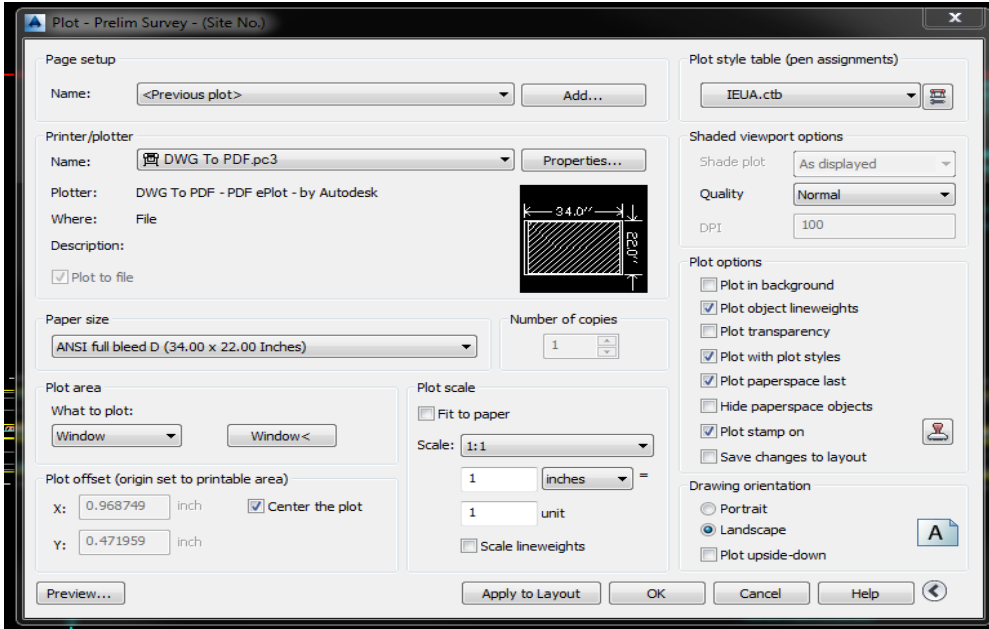 Plot - Prelim Survey - (Site No.)
X
Page setup
Name:
<Previous plot>
Add...
Plot style table (pen assignments)
IEUA.ctb
Printer/plotter
Name:
DWG To PDF.pc3
Properties...
Plotter:
DWG To PDF - PDF ePlot - by Autodesk
Where:
File
Description:
Plot to file
34.0''
22.0''
Shaded viewport options
Shade plot
As displayed
Quality
Normal
DPI
100
Paper size
ANSI full bleed D (34.00 x 22.00 Inches)
Number of copies
1
Plot options
Plot in background
Plot object lineweights
Plot transparency
Plot with plot styles
Plot paperspace last
Hide paperspace objects
Plot stamp on
Save changes to layout
Plot area
What to plot:
Window
Window<
Plot scale
Fit to paper
Scale:
1:1
1
inches
=
1
unit
Scale lineweights
Plot offset (origin set to printable area)
X:
0.968749
inch
Center the plot
Y:
0.471959
inch
Drawing orientation
Portrait
Landscape
Plot upside-down
A
Preview...
Apply to Layout
OK
Cancel
Help